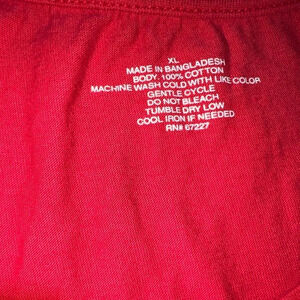 XL
MADE IN BANGLADESH
BODY: 100% COTTON
MACHINE WASH COLD WITH LIKE COLOR
GENTLE CYCLE
DO NOT BLEACH
TUMBLE DRY LOW
COOL IRON IF NEEDED
RN# 67227